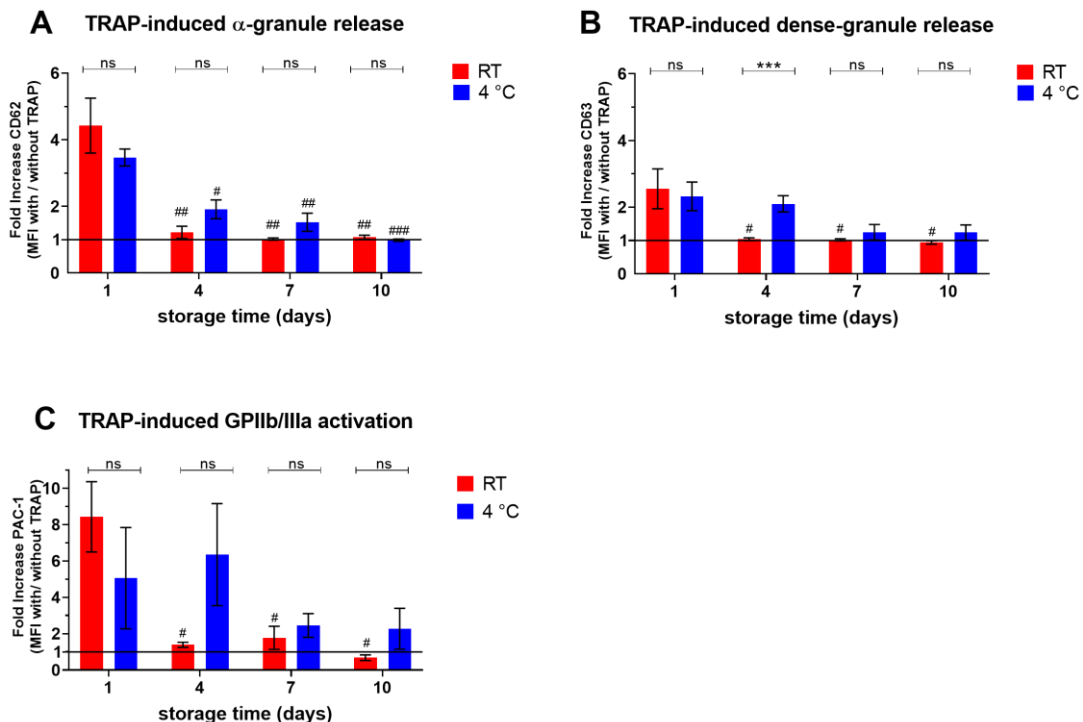 A TRAP-induced α-granule release
ns ns ns ns
RT
4 °C
Fold Increase CD62
(MFI with / without TRAP)
6
4
2
1
0
## # ## ## ## ###
1 4 7 10
storage time (days)
B TRAP-induced dense-granule release
ns *** ns ns
RT
4 °C
Fold Increase CD63
(MFI with / without TRAP)
6
4
2
1
0
# # #
1 4 7 10
storage time (days)
C TRAP-induced GPIIb/IIIa activation
ns ns ns ns
RT
4 °C
Fold Increase PAC-1
(MFI with/ without TRAP)
10
8
6
4
2
1
0
# # #
1 4 7 10
storage time (days)